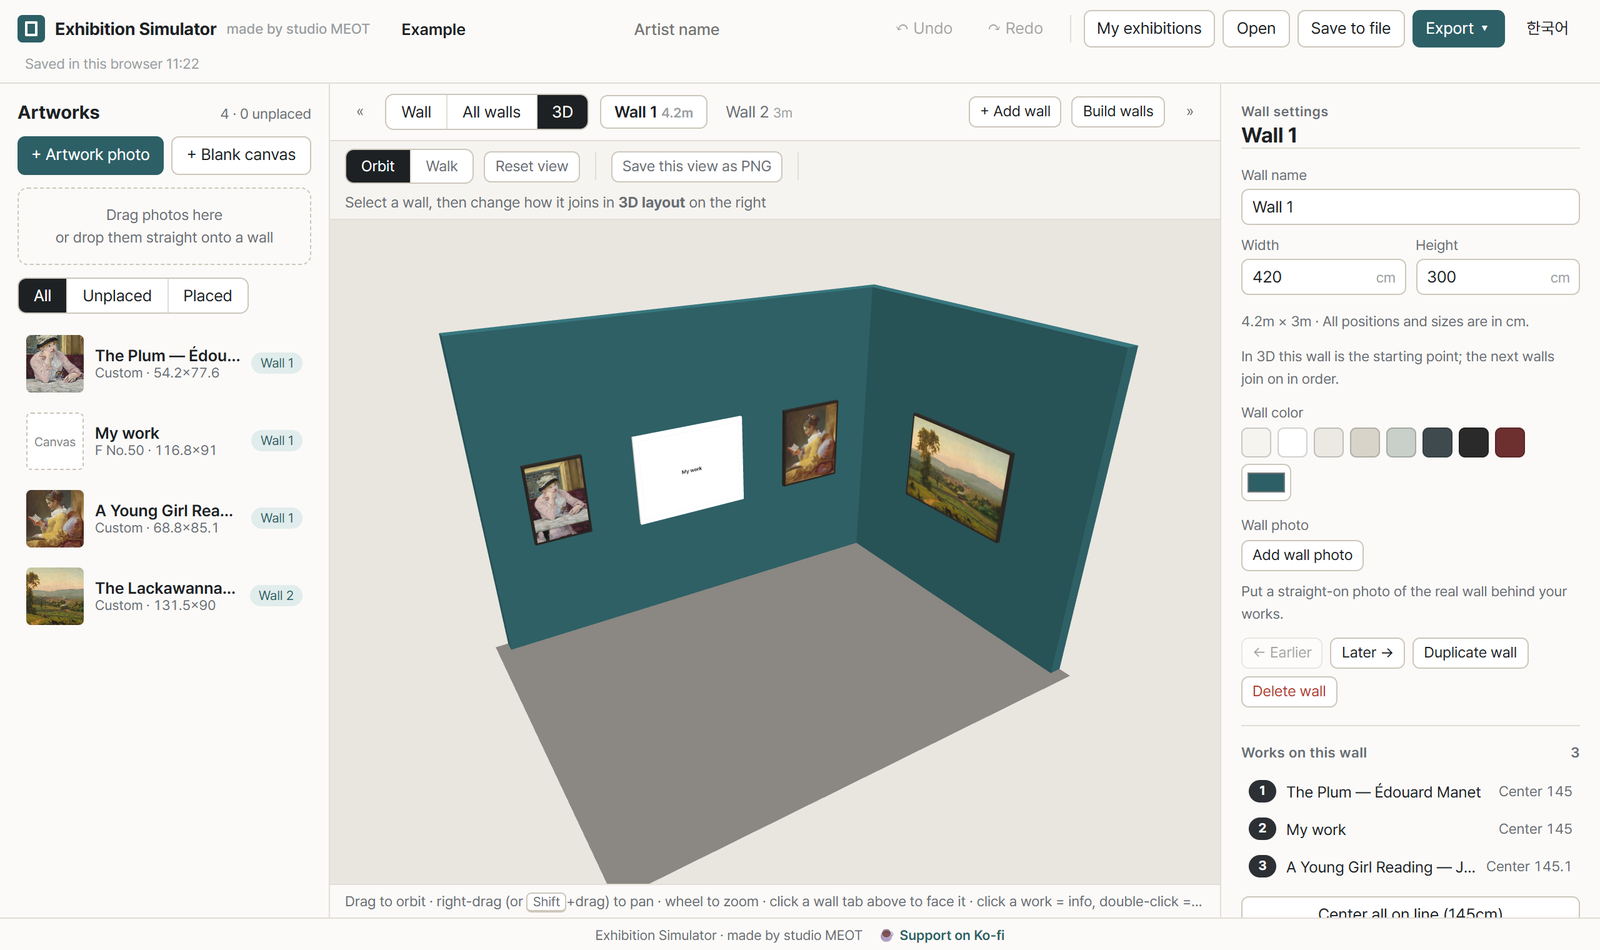 Exhibition Simulator made by studio MEOT Example Artist name Undo Redo My exhibitions Open Save to file Export 한국어
Saved in this browser 11:22
Artworks 4 · 0 unplaced
+ Artwork photo + Blank canvas
Drag photos here
or drop them straight onto a wall
All Unplaced Placed
The Plum — Édou... Wall 1
Custom · 54.2×77.6
Canvas My work Wall 1
F No.50 · 116.8×91
A Young Girl Rea... Wall 1
Custom · 68.8×85.1
The Lackawanna... Wall 2
Custom · 131.5×90
« Wall All walls 3D Wall 1 4.2m Wall 2 3m + Add wall Build walls »
Orbit Walk Reset view Save this view as PNG
Select a wall, then change how it joins in 3D layout on the right
My work
Drag to orbit · right-drag (or Shift +drag) to pan · wheel to zoom · click a wall tab above to face it · click a work = info, double-click =...
Wall settings
Wall 1
Wall name
Wall 1
Width Height
420 cm 300 cm
4.2m × 3m · All positions and sizes are in cm.
In 3D this wall is the starting point; the next walls
join on in order.
Wall color
Wall photo
Add wall photo
Put a straight-on photo of the real wall behind your
works.
← Earlier Later → Duplicate wall
Delete wall
Works on this wall 3
1 The Plum — Édouard Manet Center 145
2 My work Center 145
3 A Young Girl Reading — J... Center 145.1
Center all on line (145cm)
Exhibition Simulator · made by studio MEOT Support on Ko-fi